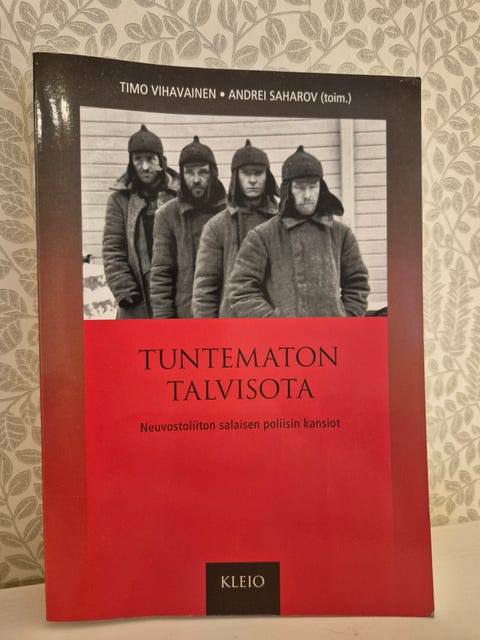 TIMO VIHAVAINEN • ANDREI SAHAROV (toim.)
TUNTEMATON
TALVISOTA
Neuvostoliiton salaisen poliisin kansiot
KLEIO